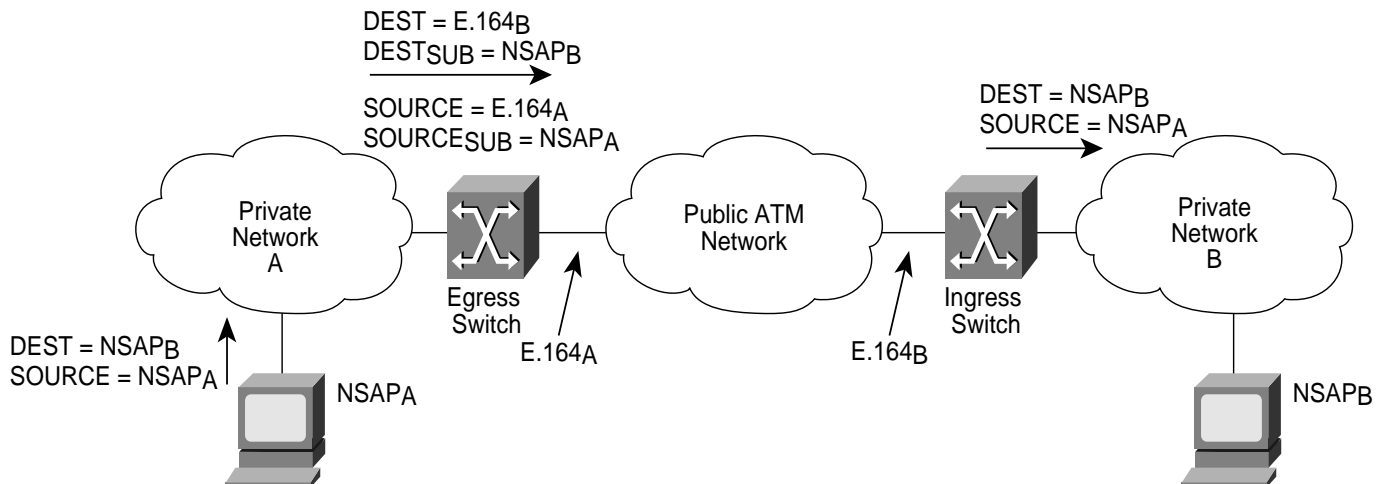 DEST = E.164B
DESTSUB = NSAPB
SOURCE = E.164A
SOURCESUB = NSAPA
DEST = NSAPB
SOURCE = NSAPA
Private
Network
A
Public ATM
Network
Private
Network
B
Egress
Switch
Ingress
Switch
E.164A
E.164B
DEST = NSAPB
SOURCE = NSAPA
NSAPA
NSAPB